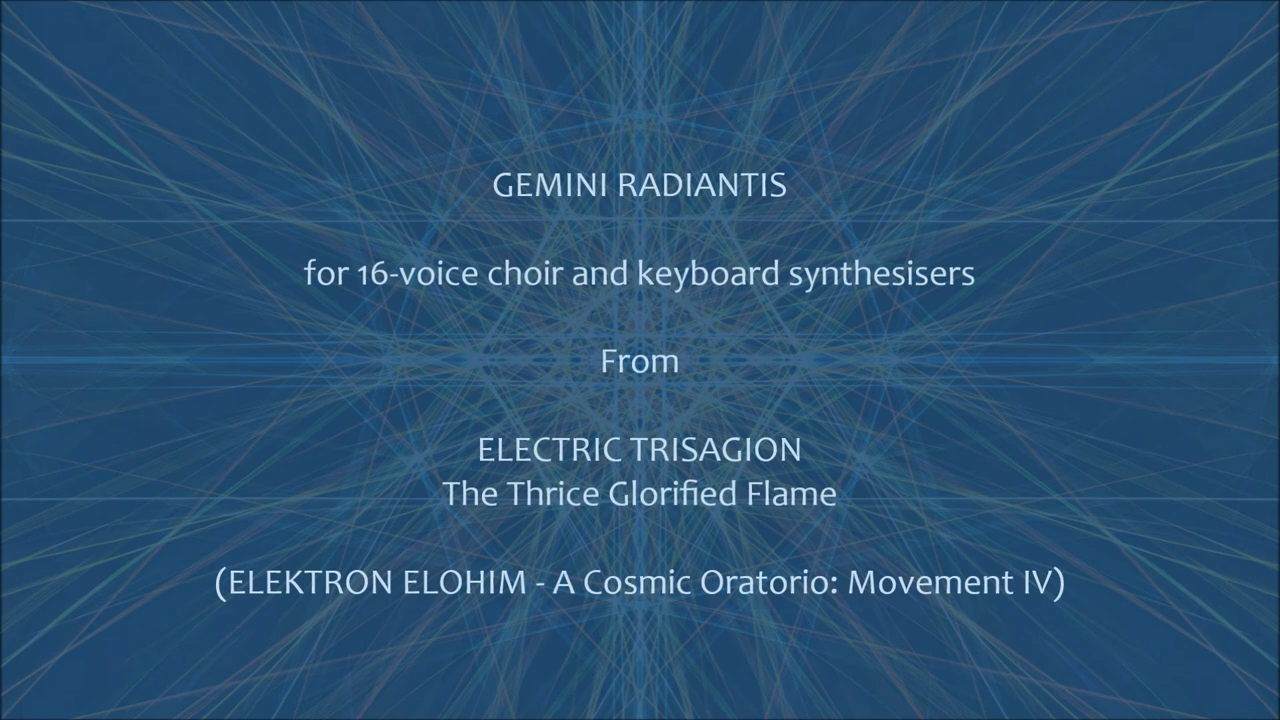 GEMINI RADIANTIS
for 16-voice choir and keyboard synthesisers
From
ELECTRIC TRISAGION
The Thrice Glorified Flame
(ELEKTRON ELOHIM - A Cosmic Oratorio: Movement IV)